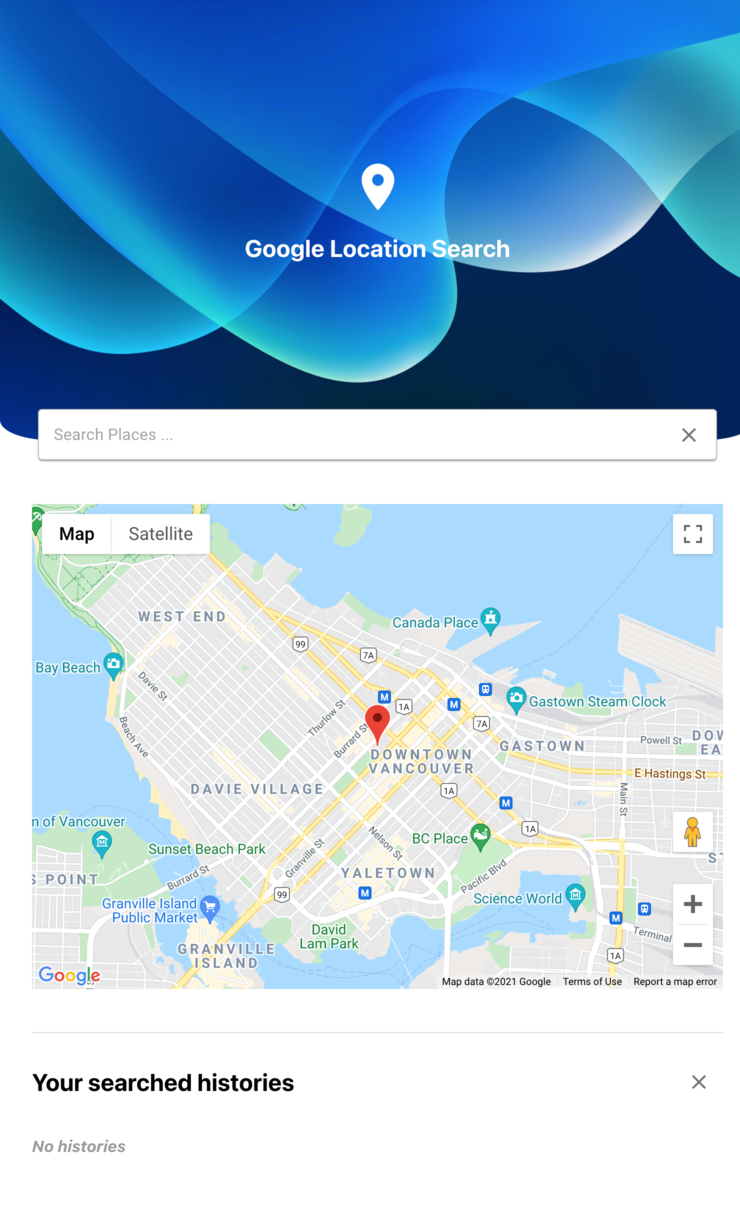 Google Location Search
Search Places ...
Map
Satellite
WEST END
Canada Place
99
7A
Bay Beach
Davie St
M
1A
M
Gastown Steam Clock
Thurlow St
Burrard St
7A
Beach Ave
Powell St
GASTOWN
DOWNTOWN
VANCOUVER
E Hastings St
DAVIE VILLAGE
1A
Main St
M
n of Vancouver
1A
BC Place
Sunset Beach Park
Nelson St
Granville St
YALETOWN
Pacific Blvd
S POINT
Burrard St
99
M
Science World
Granville Island
Public Market
M
David
Lam Park
Terminal
GRANVILLE
ISLAND
1A
Google
Map data ©2021 Google
Terms of Use
Report a map error
Your searched histories
No histories